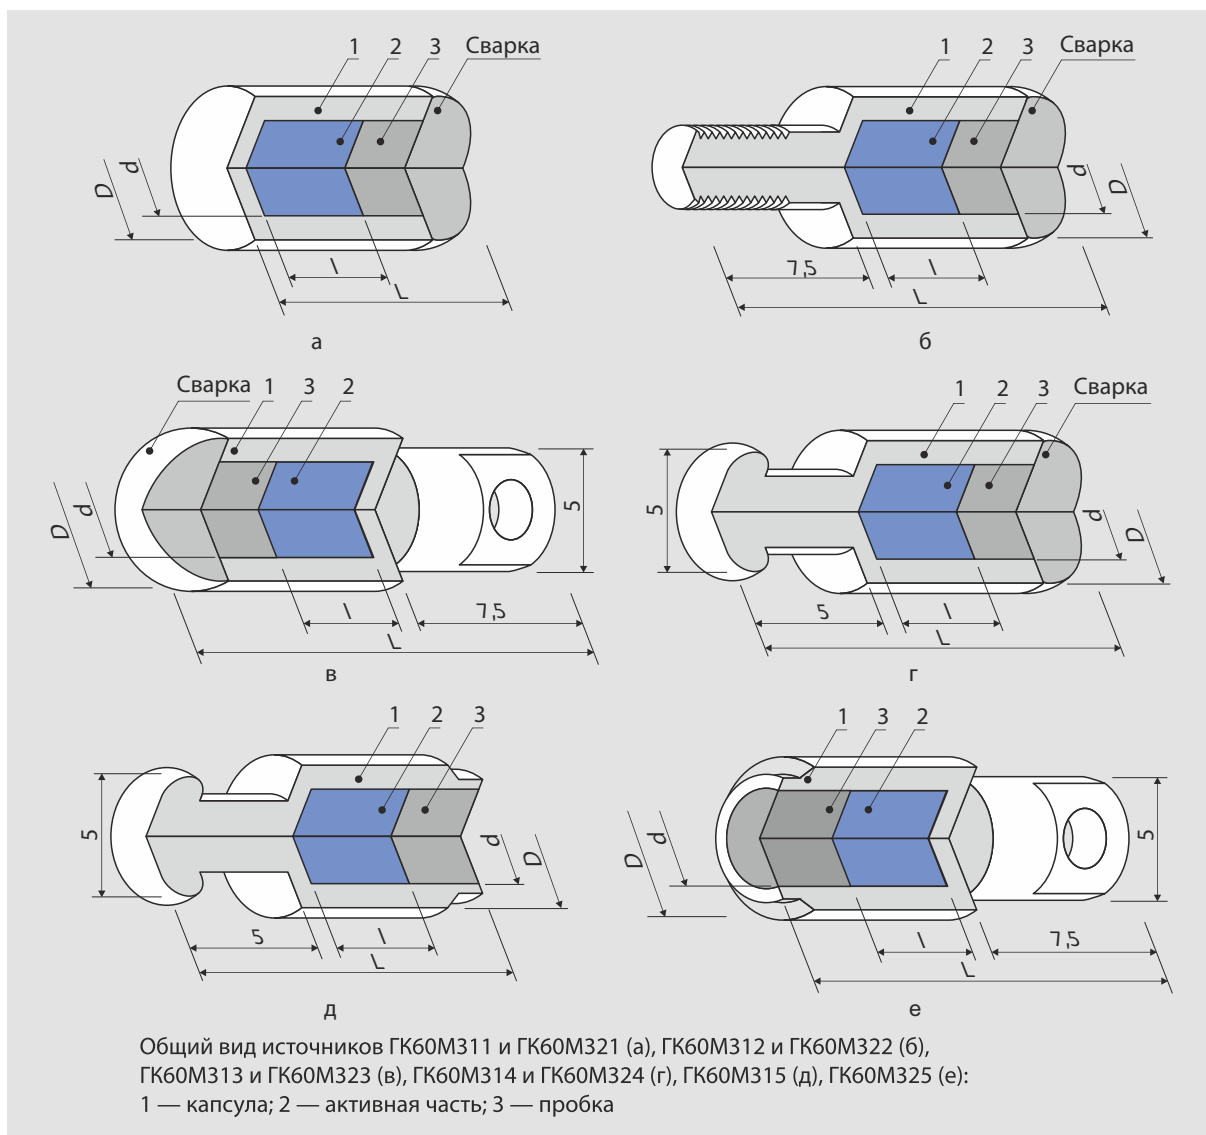 1 2 3 Сварка
D d l L
а
1 2 3 Сварка
7,5 l L d D
б
Сварка 1 3 2
D d l 7,5 L 5
в
1 2 3 Сварка
5 5 l L d D
г
1 2 3
5 5 l L d D
д
1 3 2
D d l 7,5 L 5
е
Общий вид источников ГК60М311 и ГК60М321 (а), ГК60М312 и ГК60М322 (б),
ГК60М313 и ГК60М323 (в), ГК60М314 и ГК60М324 (г), ГК60М315 (д), ГК60М325 (е):
1 — капсула; 2 — активная часть; 3 — пробка